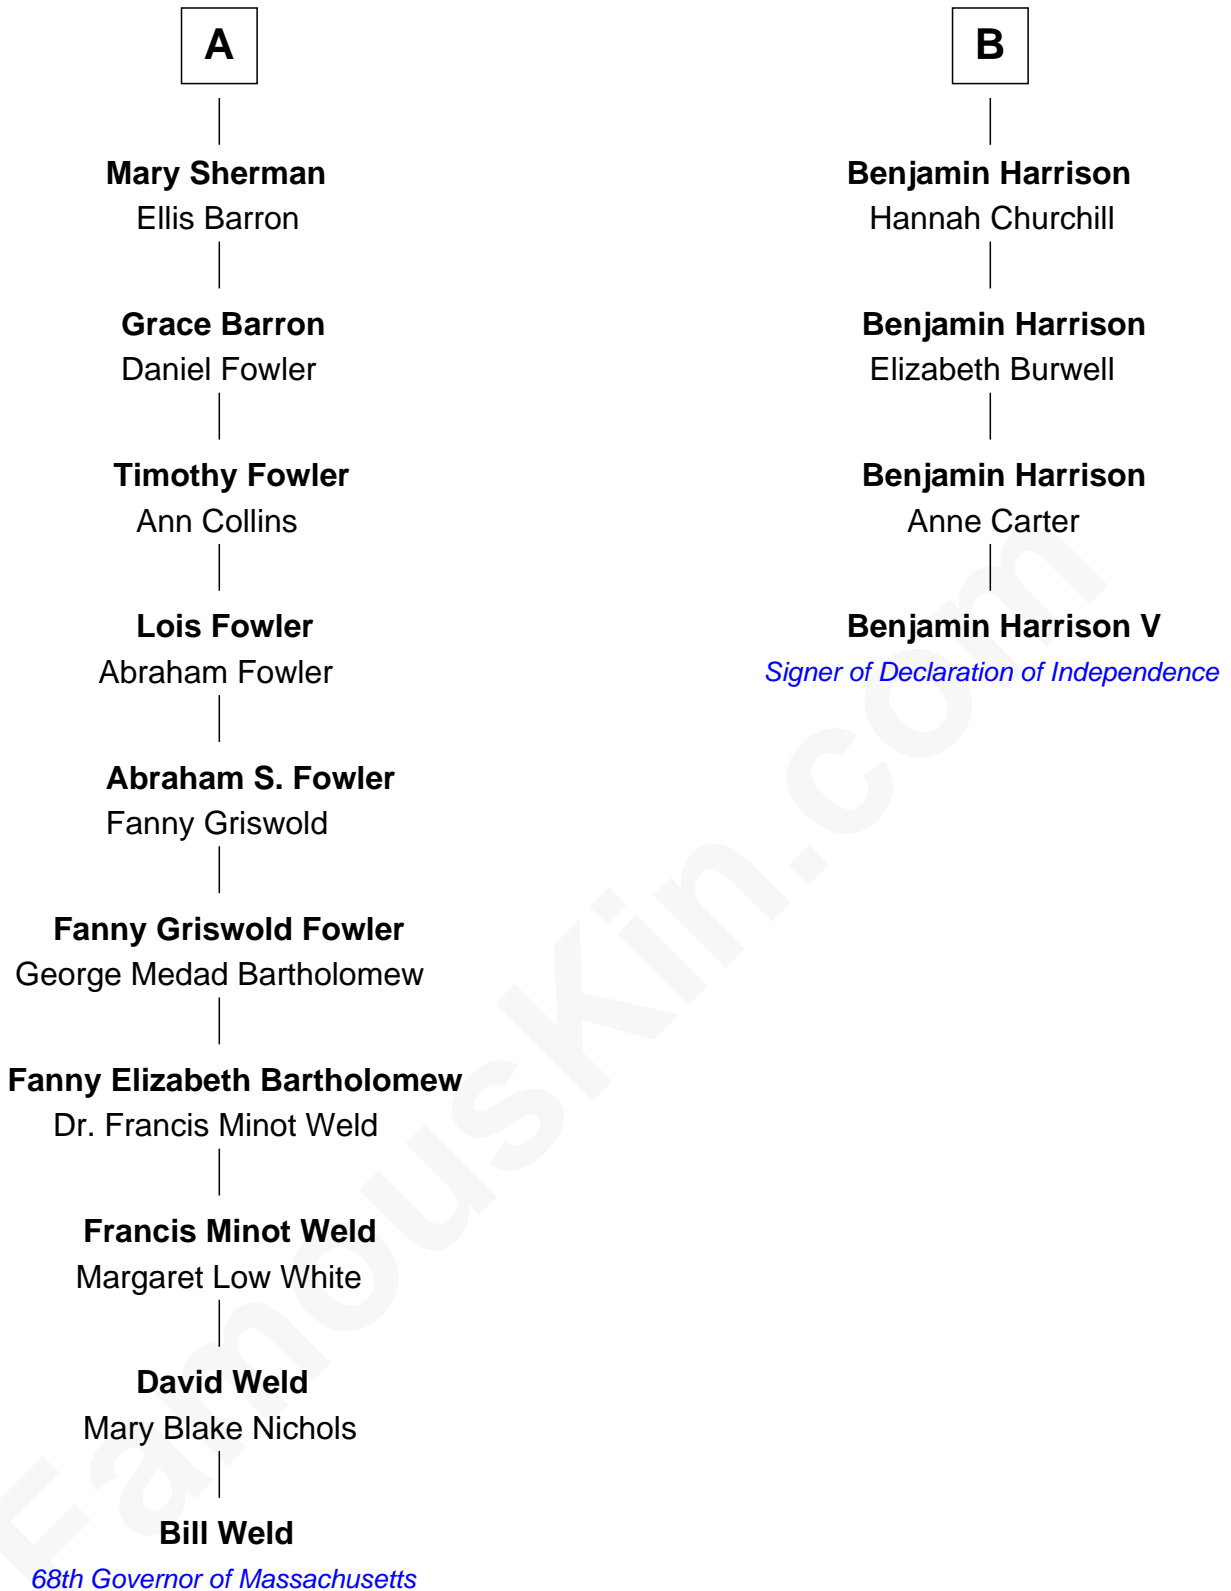 A
Mary Sherman
Ellis Barron
Grace Barron
Daniel Fowler
Timothy Fowler
Ann Collins
Lois Fowler
Abraham Fowler
Abraham S. Fowler
Fanny Griswold
Fanny Griswold Fowler
George Medad Bartholomew
Fanny Elizabeth Bartholomew
Dr. Francis Minot Weld
Francis Minot Weld
Margaret Low White
David Weld
Mary Blake Nichols
Bill Weld
68th Governor of Massachusetts
B
Benjamin Harrison
Hannah Churchill
Benjamin Harrison
Elizabeth Burwell
Benjamin Harrison
Anne Carter
Benjamin Harrison V
Signer of Declaration of Independence
FamousKin.com